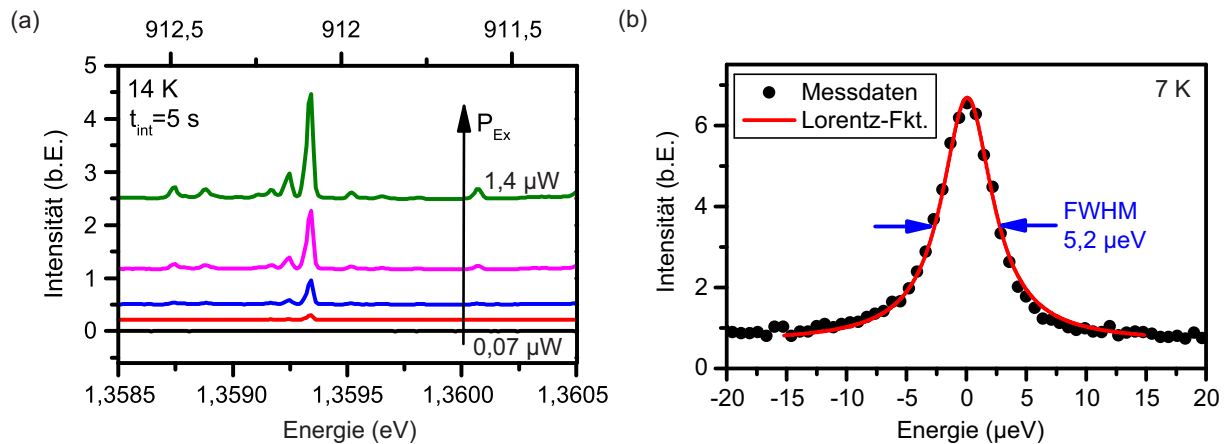 (a)
912,5 912 911,5
5
4
3
2
1
0
Intensität (b.E.)
14 K
t_int=5 s
P_Ex
1,4 µW
0,07 µW
1,3585 1,3590 1,3595 1,3600 1,3605
Energie (eV)
(b)
6
4
2
0
Intensität (b.E.)
Messdaten
Lorentz-Fkt.
7 K
FWHM
5,2 µeV
-20 -15 -10 -5 0 5 10 15 20
Energie (µeV)